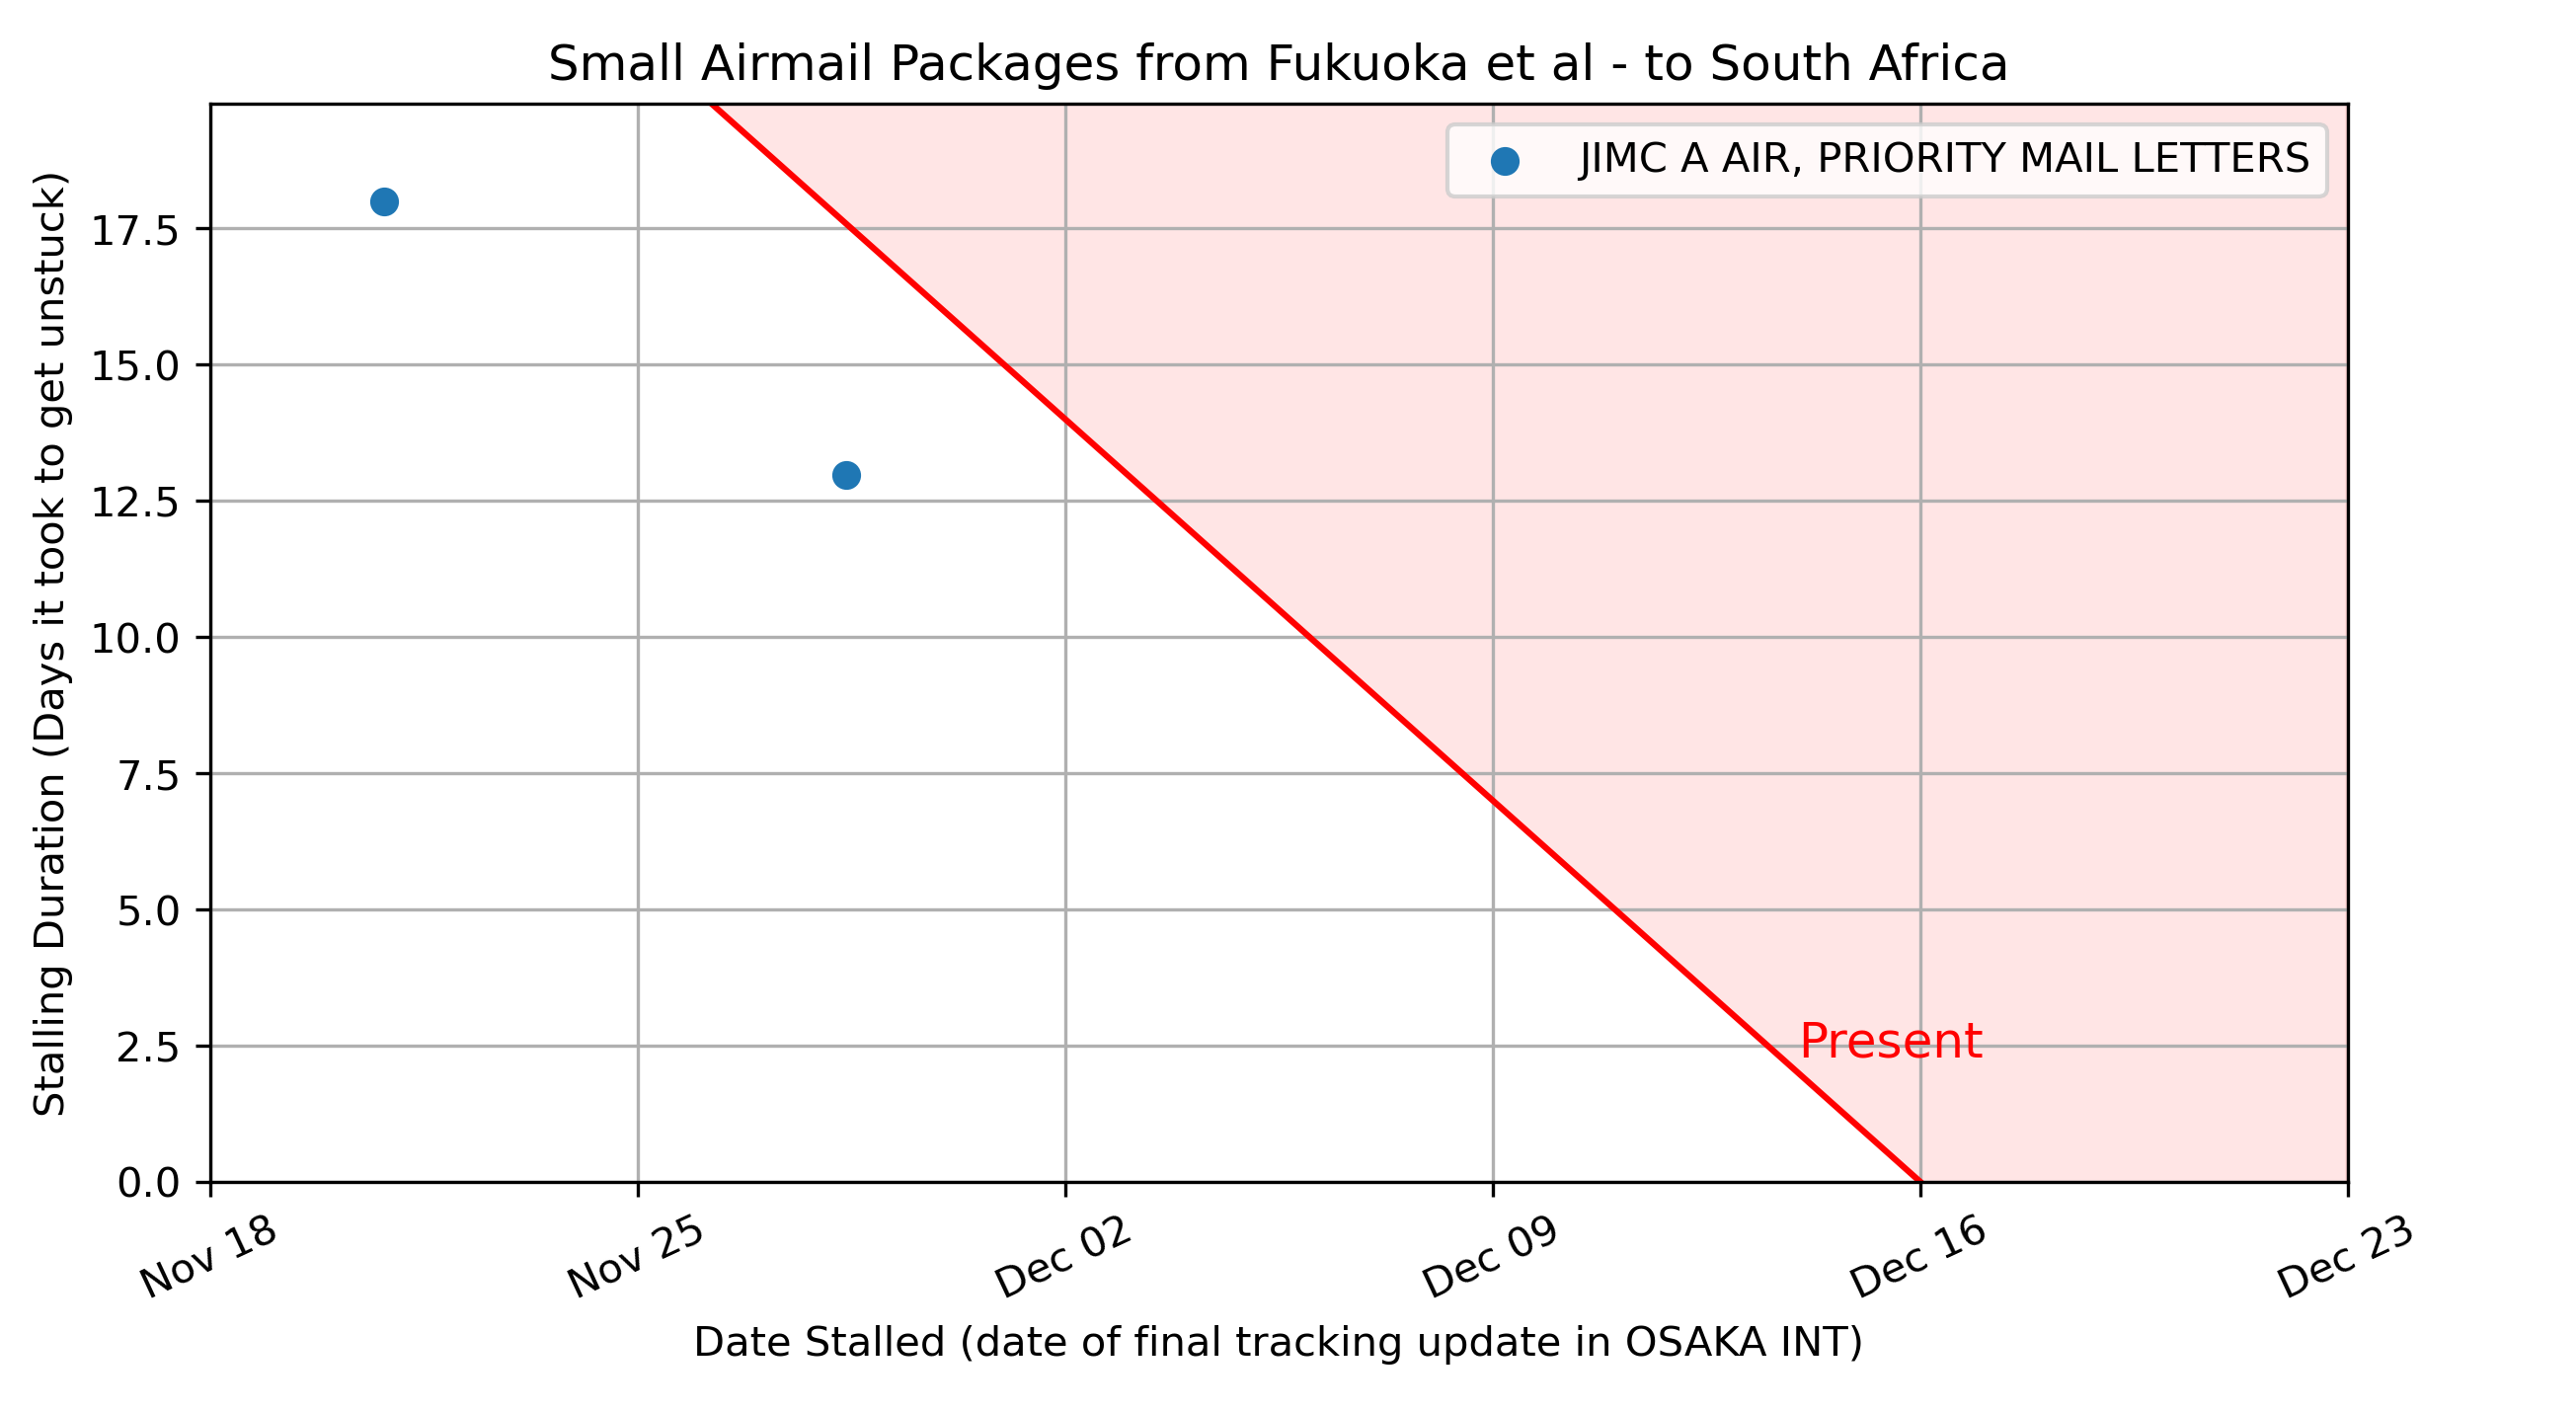 Small Airmail Packages from Fukuoka et al - to South Africa
JIMC A AIR, PRIORITY MAIL LETTERS
Stalling Duration (Days it took to get unstuck)
17.5
15.0
12.5
10.0
7.5
5.0
2.5
0.0
Present
Nov 18
Nov 25
Dec 02
Dec 09
Dec 16
Dec 23
Date Stalled (date of final tracking update in OSAKA INT)